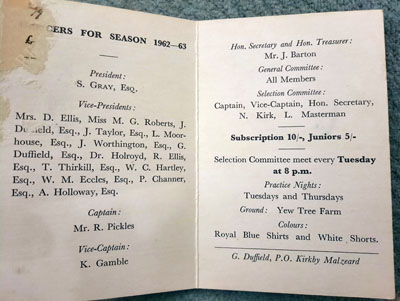 CERS FOR SEASON 1962—63
£
President:
S. GRAY, Esq.
Vice-Presidents:
Mrs. D. Ellis, Miss M. G. Roberts, J.
Duffield, Esq., J. Taylor, Esq., L. Moor-
house, Esq., J. Worthington, Esq., G.
Duffield, Esq., Dr. Holroyd, R. Ellis,
Esq., T. Thirkill, Esq., W. C. Hartley,
Esq., W. M. Eccles, Esq., P. Channer,
Esq., A. Holloway, Esq.
Captain:
Mr. R. Pickles
Vice-Captain:
K. Gamble
Hon. Secretary and Hon. Treasurer:
Mr. J. Barton
General Committee:
All Members
Selection Committee:
Captain, Vice-Captain, Hon. Secretary,
N. Kirk, L. Masterman
Subscription 10/-, Juniors 5/-
Selection Committee meet every Tuesday
at 8 p.m.
Practice Nights:
Tuesdays and Thursdays
Ground: Yew Tree Farm
Colours:
Royal Blue Shirts and White Shorts.
G. Duffield, P.O. Kirkby Malzeard